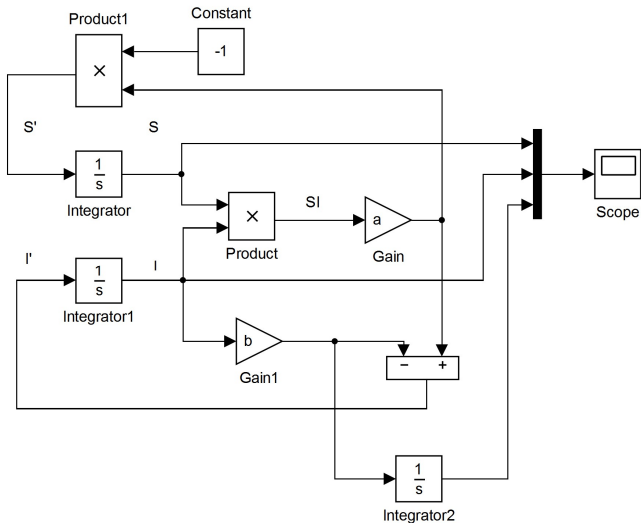 Product1
Constant
×
-1
S'
S
1
s
Integrator
×
SI
a
Product
Gain
Scope
I'
I
1
s
Integrator1
b
Gain1
− +
1
s
Integrator2